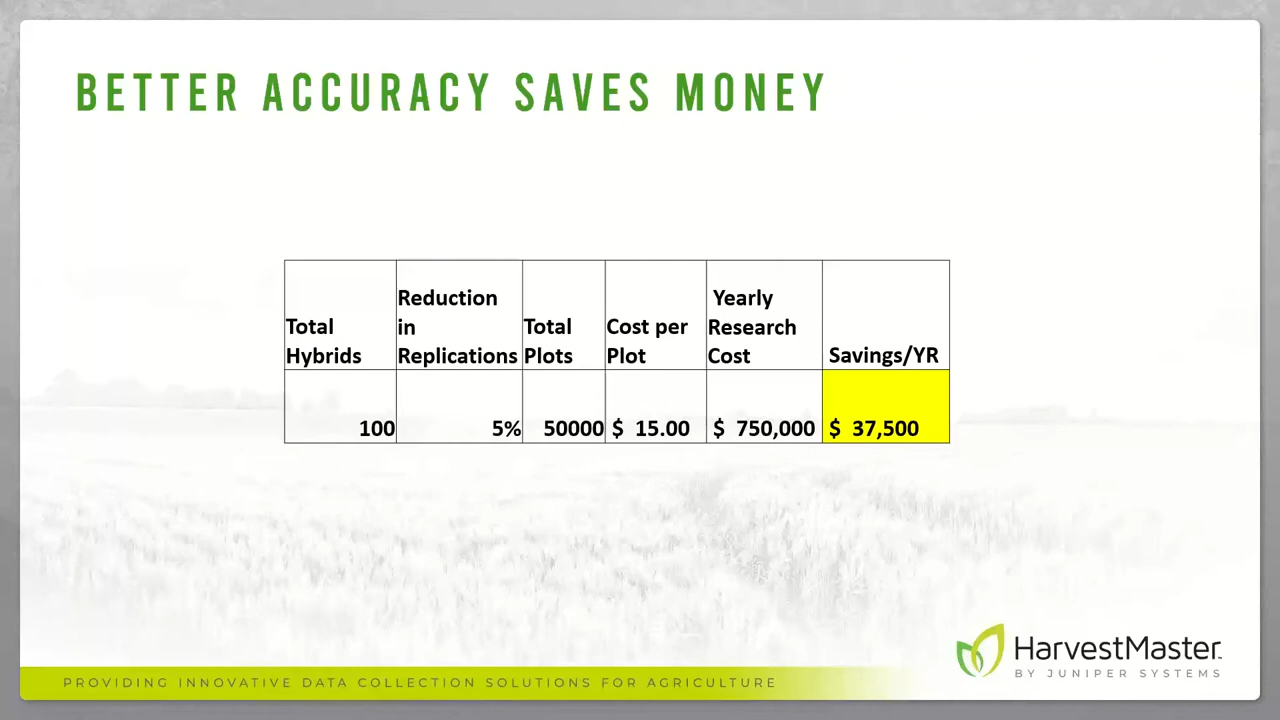 BETTER ACCURACY SAVES MONEY
Total Hybrids	Reduction in Replications	Total Plots	Cost per Plot	Yearly Research Cost	Savings/YR
100	5%	50000	$ 15.00	$ 750,000	$ 37,500
HarvestMaster™
BY JUNIPER SYSTEMS
PROVIDING INNOVATIVE DATA COLLECTION SOLUTIONS FOR AGRICULTURE